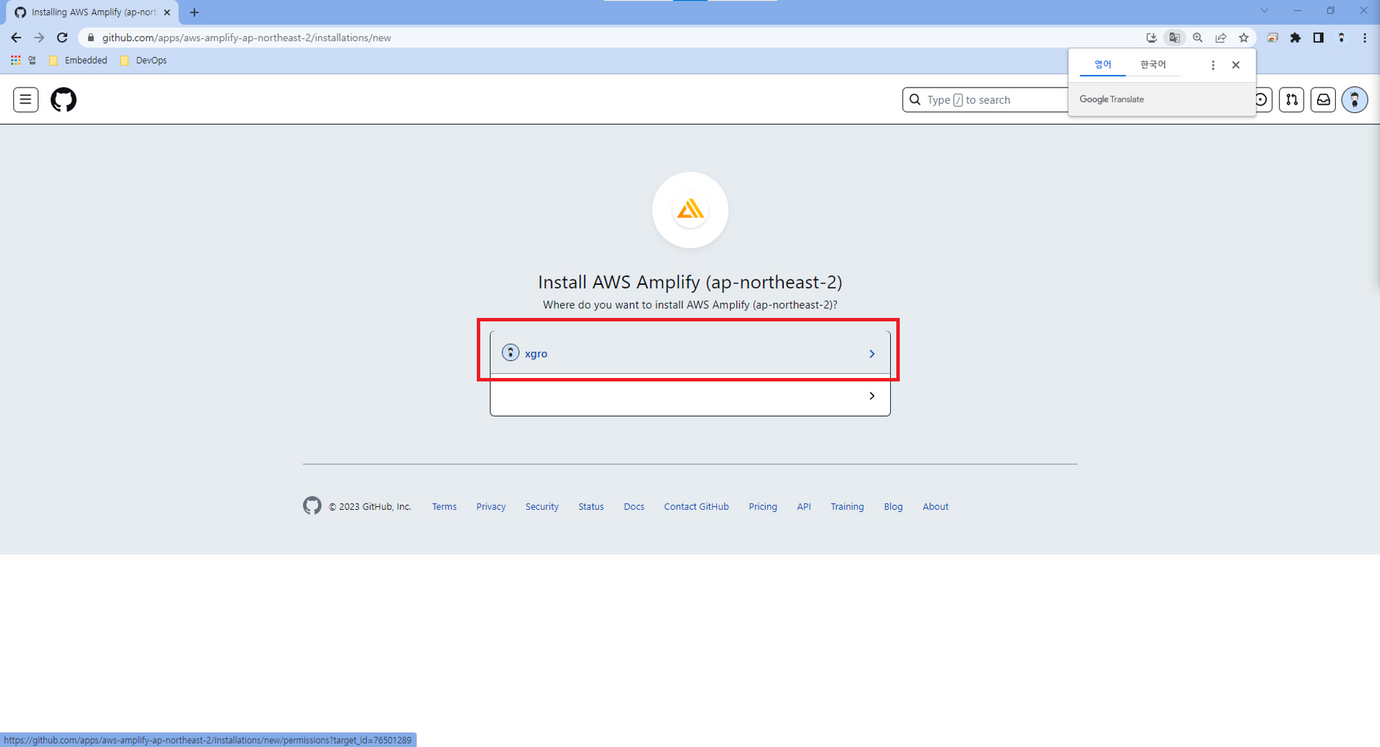 Installing AWS Amplify (ap-nort
github.com/apps/aws-amplify-ap-northeast-2/installations/new
앱 Embedded DevOps
영어 한국어
Google Translate
Type / to search
Install AWS Amplify (ap-northeast-2)
Where do you want to install AWS Amplify (ap-northeast-2)?
xgro
© 2023 GitHub, Inc. Terms Privacy Security Status Docs Contact GitHub Pricing API Training Blog About
https://github.com/apps/aws-amplify-ap-northeast-2/installations/new/permissions?target_id=76501289